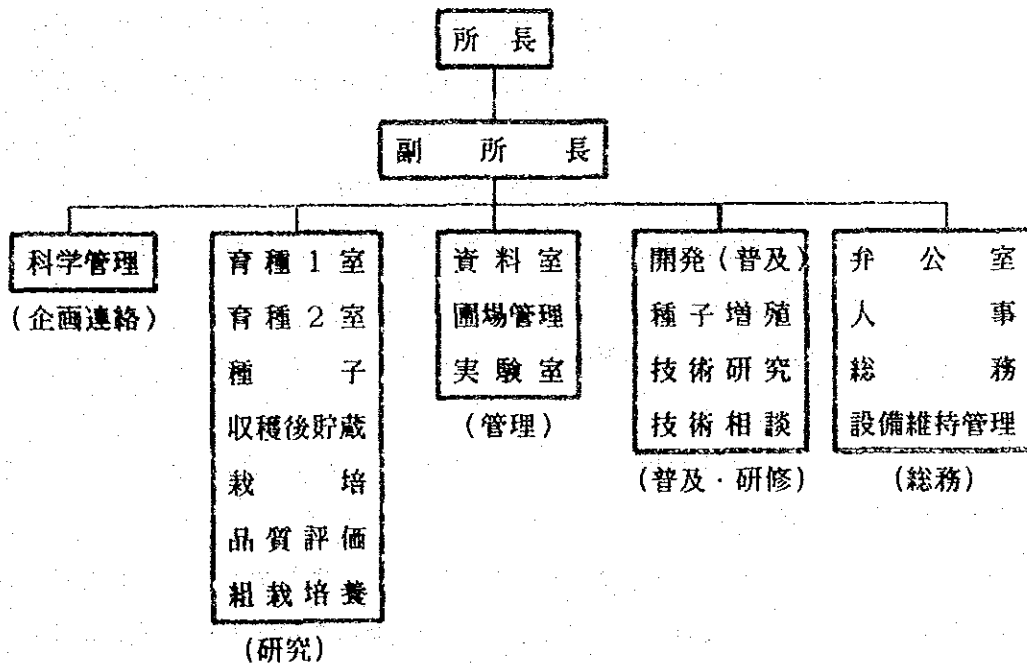 所長
副所長
科学管理
(企画連絡)
育種1室
育種2室
種子
収穫後貯蔵
栽培
品質評価
組栽培養
(研究)
資料室
圃場管理
実験室
(管理)
開発(普及)
種子増殖
技術研究
技術相談
(普及・研修)
弁公室
人事
総務
設備維持管理
(総務)